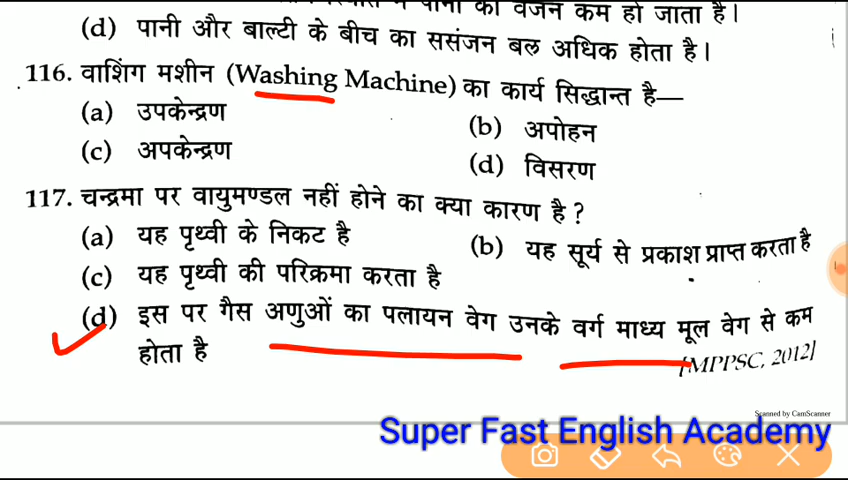 पानी का वजन कम हो जाता है।
(d) पानी और बाल्टी के बीच का ससंजन बल अधिक होता है।
116. वाशिंग मशीन (Washing Machine) का कार्य सिद्धान्त है—
(a) उपकेन्द्रण
(b) अपोहन
(c) अपकेन्द्रण
(d) विसरण
117. चन्द्रमा पर वायुमण्डल नहीं होने का क्या कारण है ?
(a) यह पृथ्वी के निकट है
(b) यह सूर्य से प्रकाश प्राप्त करता है
(c) यह पृथ्वी की परिक्रमा करता है
(d) इस पर गैस अणुओं का पलायन वेग उनके वर्ग माध्य मूल वेग से कम
होता है
[MPPSC, 2012]
Scanned by CamScanner
Super Fast English Academy